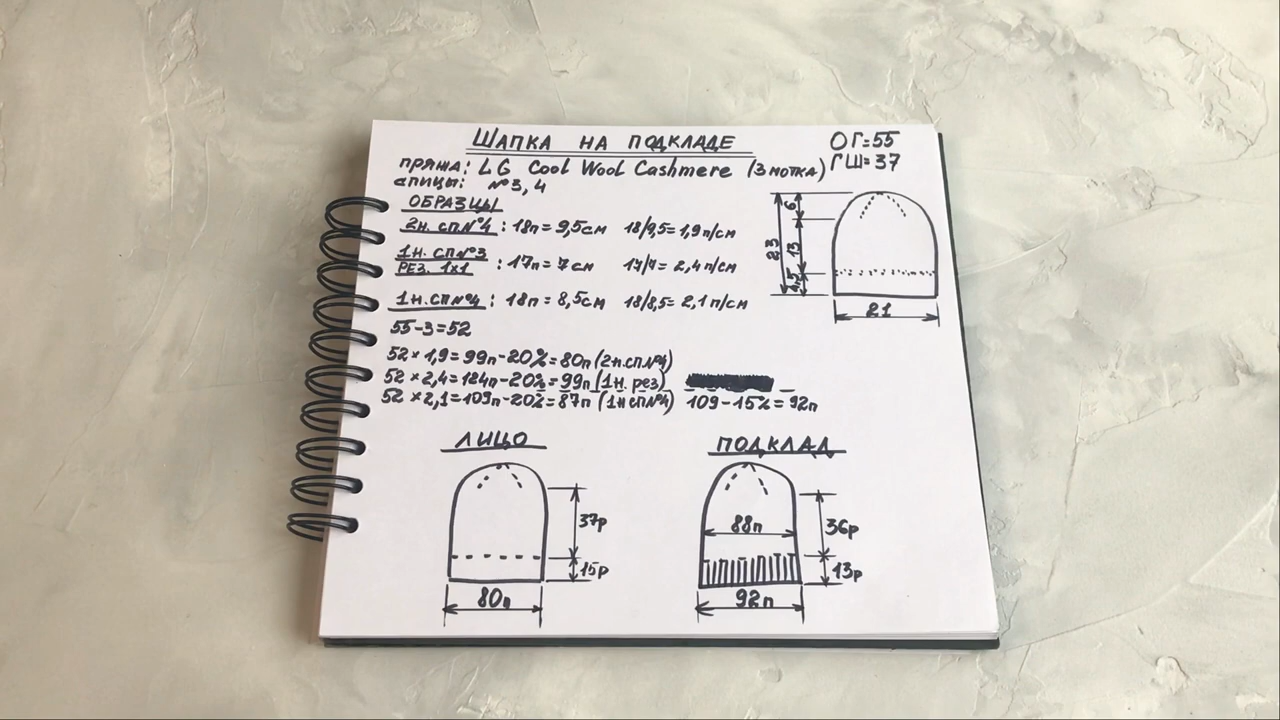 ШАПКА НА ПОДКЛАДЕ
ОГ=55
ГШ=37
ПРЯЖА: LG Cool Wool Cashmere (3 МОТКА)
СПИЦЫ: №3, 4
ОБРАЗЦЫ
2н. СП№4 : 18п = 9,5см 18/9,5 = 1,9п/см
1н. СП№3
РЕЗ. 1х1 : 17п = 7см 17/7 = 2,4п/см
1н. СП№4 : 18п = 8,5см 18/8,5 = 2,1п/см
6
13
23
4,5
21
55-3=52
52 × 1,9 = 99п-20% = 80п (2н.сп№4)
52 × 2,4 = 124п-20% = 99п (1н. рез)
52 × 2,1 = 109п-20% = 87п (1н сп№4) 109-15% = 92п
ЛИЦО
37р
15р
80п
ПОДКЛАД
88п
36р
13р
92п